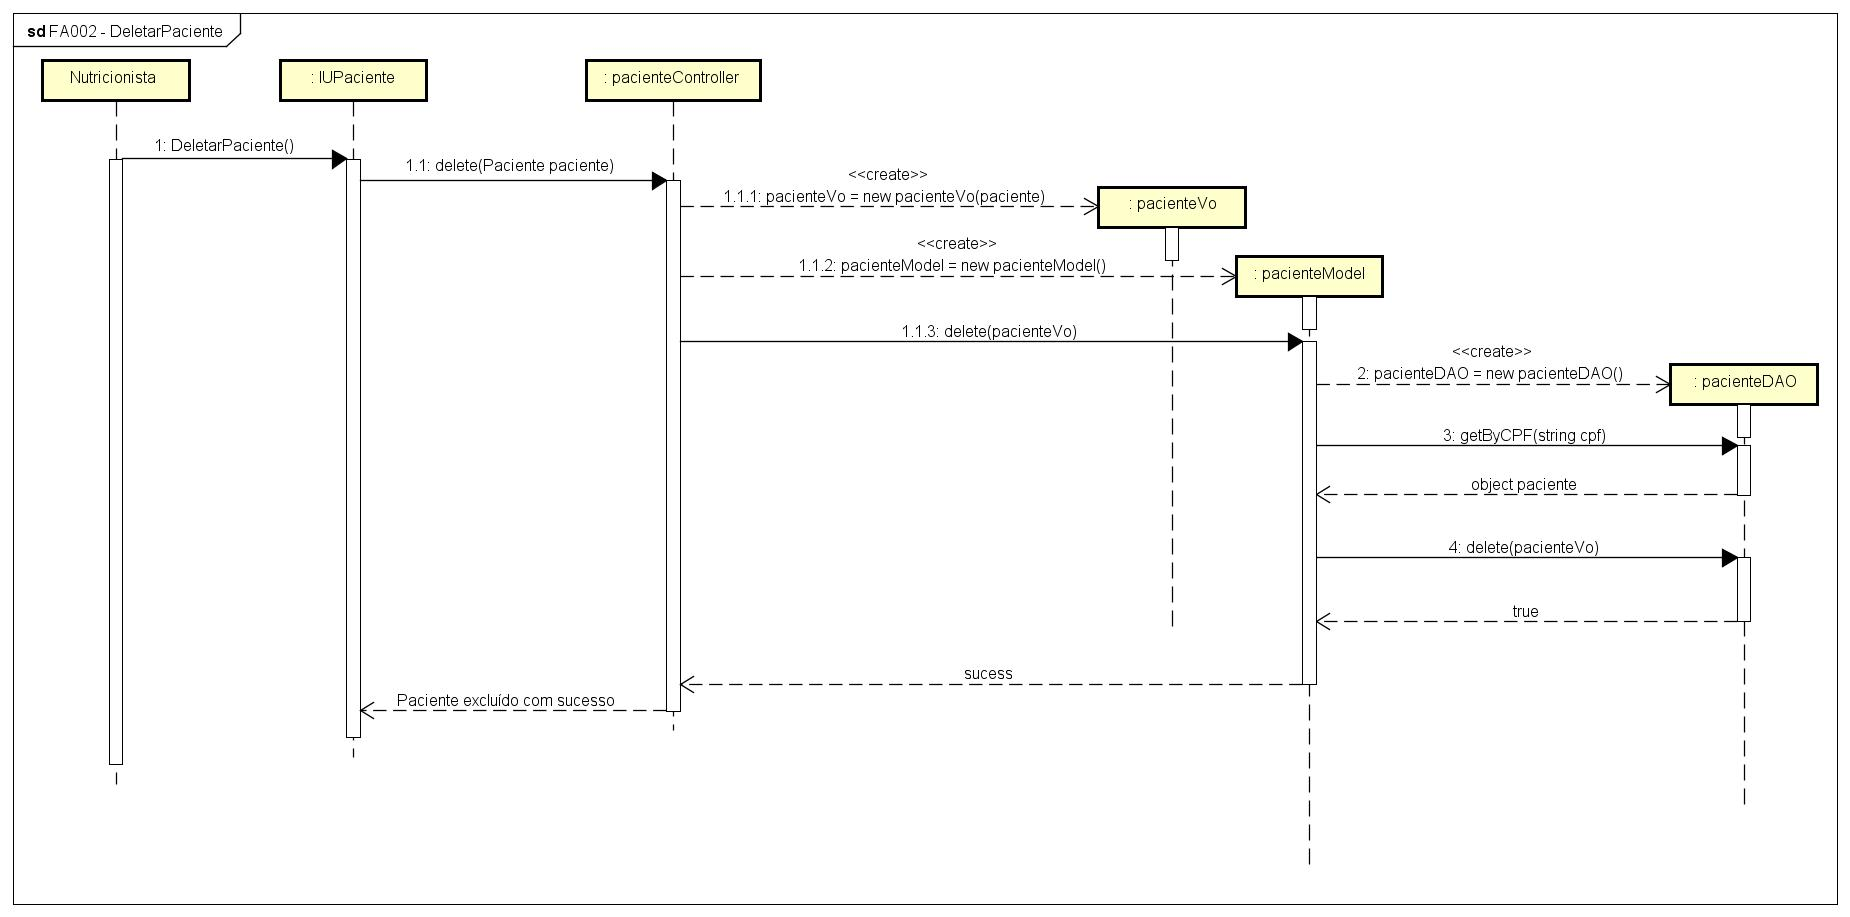 sd FA002 - DeletarPaciente
Nutricionista
: IUPaciente
: pacienteController
1: DeletarPaciente()
1.1: delete(Paciente paciente)
<<create>>
1.1.1: pacienteVo = new pacienteVo(paciente)
: pacienteVo
<<create>>
1.1.2: pacienteModel = new pacienteModel()
: pacienteModel
1.1.3: delete(pacienteVo)
<<create>>
2: pacienteDAO = new pacienteDAO()
: pacienteDAO
3: getByCPF(string cpf)
object paciente
4: delete(pacienteVo)
true
sucess
Paciente excluído com sucesso